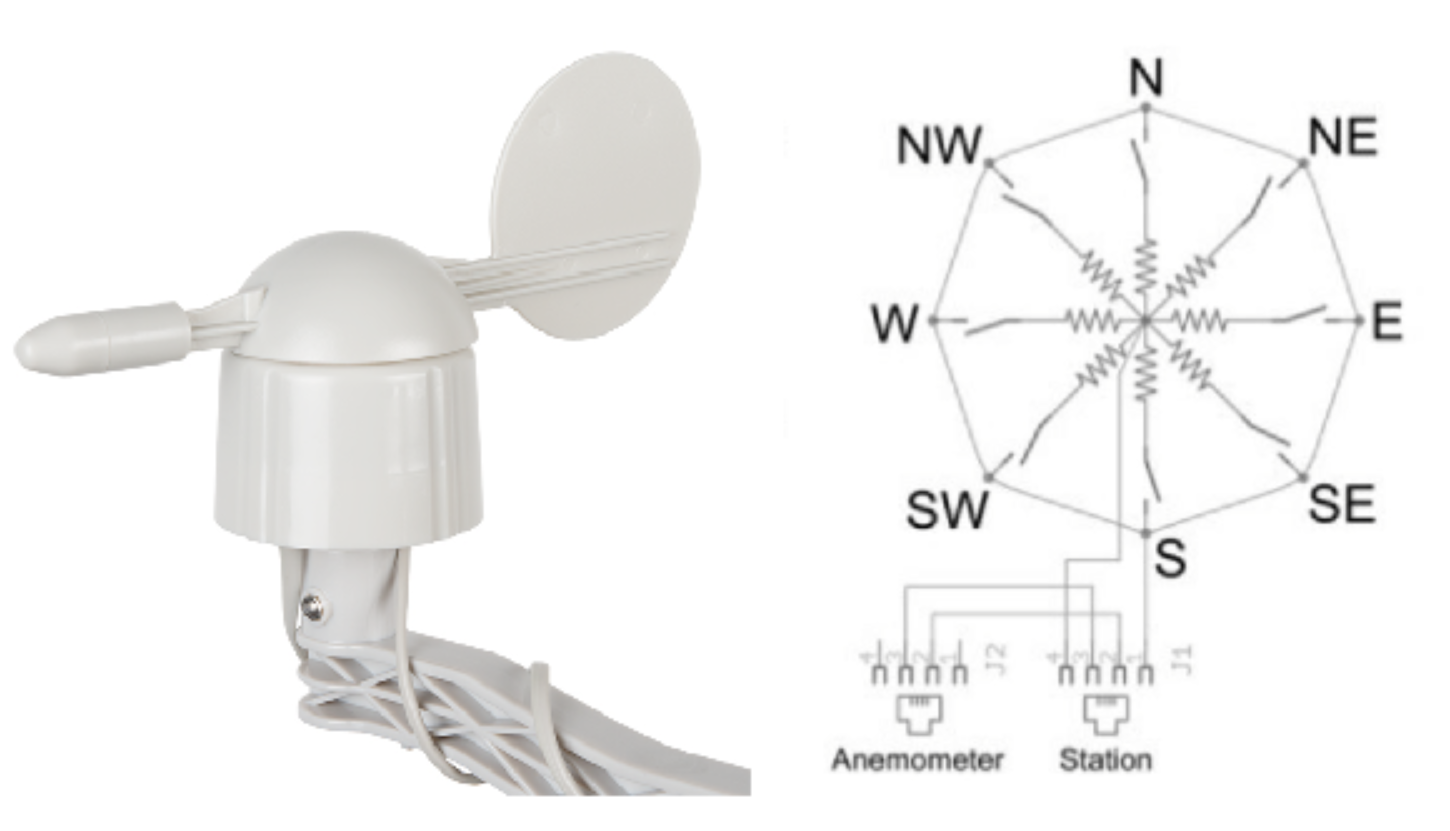 N
NW
NE
W
E
SW
SE
S
4 3 2 1 J2
4 3 2 1 J1
Anemometer
Station